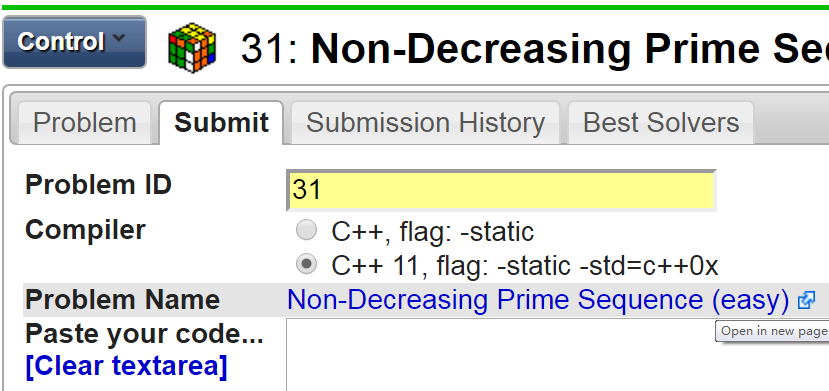 Control
31: Non-Decreasing Prime
Problem Submit Submission History Best Solvers
Problem ID 31
Compiler C++, flag: -static
C++ 11, flag: -static -std=c++0x
Problem Name Non-Decreasing Prime Sequence (easy)
Open in new page
Paste your code...
[Clear textarea]